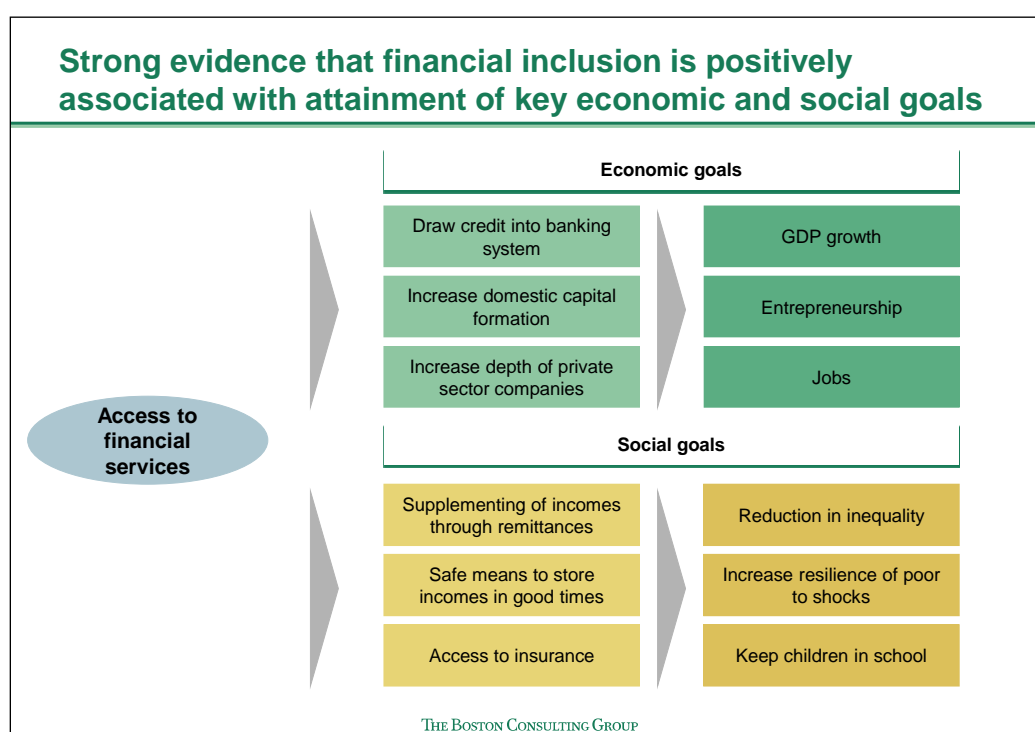 Strong evidence that financial inclusion is positively
associated with attainment of key economic and social goals
Access to
financial
services
Economic goals
Draw credit into banking
system
GDP growth
Increase domestic capital
formation
Entrepreneurship
Increase depth of private
sector companies
Jobs
Social goals
Supplementing of incomes
through remittances
Reduction in inequality
Safe means to store
incomes in good times
Increase resilience of poor
to shocks
Access to insurance
Keep children in school
THE BOSTON CONSULTING GROUP